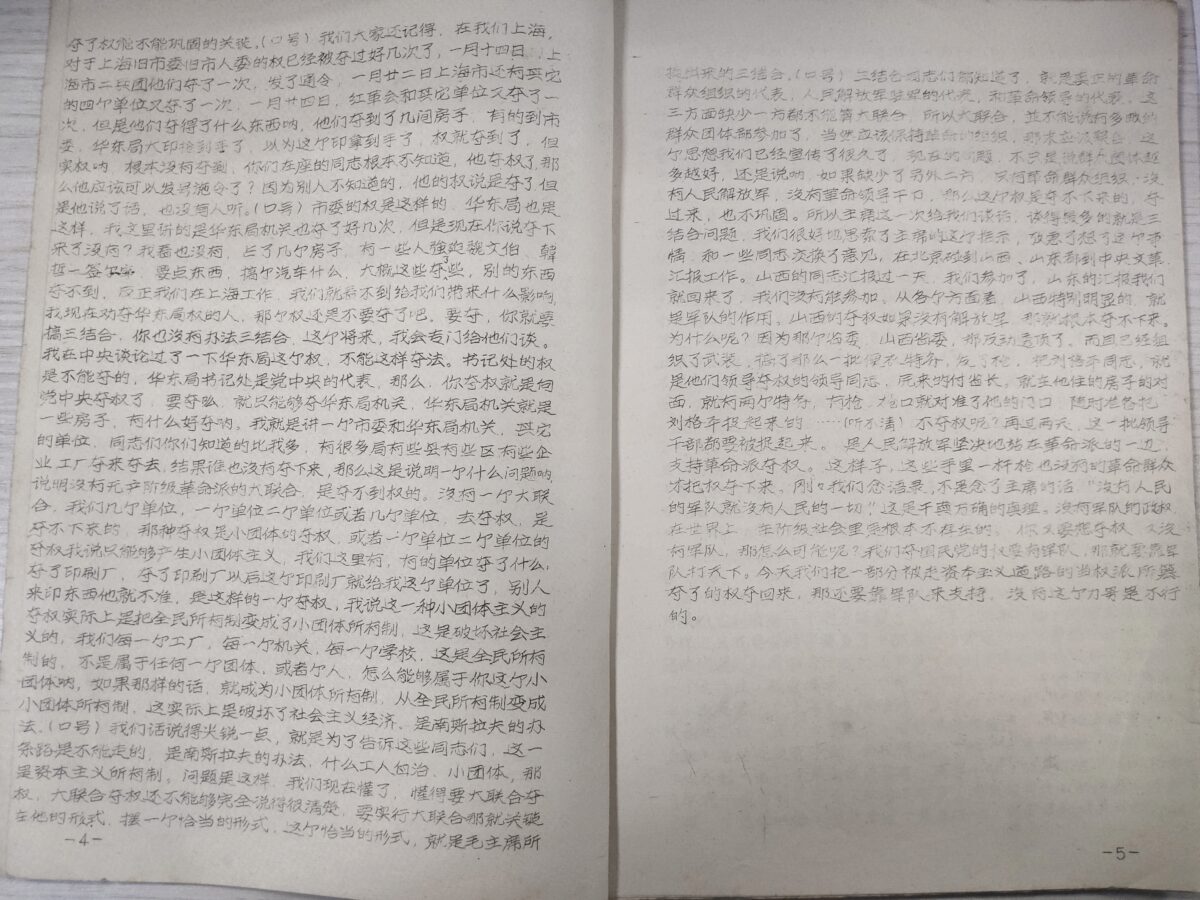 夺了权能不能巩固的关键。(口号)我们大家还记得，在我们上海，
对于上海旧市委旧市人委的权已经被夺过好几次了，一月十四日，上
海市二兵团他们夺了一次，发了通令，一月廿二日上海市还有其它
的四个单位又夺了一次，一月廿四日，红革会和其它单位又夺了一
次，但是他们夺得了什么东西呐，他们夺到了几间房子，有的到市
委，华东局大印抢到手了，以为这个印拿到手了，权就夺到了，但
实权呐，根本没有夺到，你们在座的同志根本不知道，他夺权了，那
么他应该可以发号施令了？因为别人不知道的，他的权说是夺了，但
是他说了话，也没有人听。(口号)市委的权是这样的，华东局也是
这样，我这里讲的是华东局机关也夺了好几次，但是现在你说夺下
来了没有？我看也没有，占了几个房子，有一些人强迫魏文伯、韩
哲一签字，要点东西，搞个汽车什么，大概这些夺些，别的东西
夺不到，反正我们在上海工作，我们就看不到给我们带来什么影响，
我现在劝夺华东局权的人，那个权还是不要夺了吧，要夺，你就要
搞三结合，你也没有办法三结合，这个将来，我会专门给他们谈。
我在中央谈论过了一下华东局这个权，不能这样夺法。书记处的权
是不能夺的，华东局书记处是党中央的代表，那么，你夺权就是向
党中央夺权了，要夺么，就只能够夺华东局机关，华东局机关就是
一些房子，有什么好夺呐。我就是讲一个市委和华东局机关，其它
的单位，同志们你们知道的比我多，有很多局有些县有些区有些企
业工厂夺来夺去，结果谁也没有夺下来，那么这是说明一个什么问题呐，
说明没有无产阶级革命派的大联合，是夺不到权的。没有一个大联
合，我们几个单位，一个单位二个单位或者几个单位，去夺权，是
夺不下来的，那种夺权是小团体的夺权，或者一个单位二个单位的
夺权我说只能够产生小团体主义，我们这里有，有的单位夺了什么：
夺了印刷厂，夺了印刷厂以后这个印刷厂就给我这个单位了，别人
来印东西他就不准，是这样的一个夺权，我说这一种小团体主义的
夺权实际上是把全民所有制变成了小团体所有制，这是破坏社会主
义的，我们每一个工厂，每一个机关，每一个学校，这是全民所有
制的，不是属于任何一个团体，或者个人，怎么能够属于你这个小
团体呐，如果那样的话，就成为小团体所有制，从全民所有制变成
小团体所有制，这实际上是破坏了社会主义经济、是南斯拉夫的办
法。(口号)我们话说得尖锐一点，就是为了告诉这些同志们，这一
条路是不能走的，是南斯拉夫的办法，什么工人自治，小团体，那
是资本主义所有制。问题是这样，我们现在懂了，懂得要大联合夺
权，大联合夺权还不能够完全说得很清楚，要实行大联合那就关键
在他的形式，摆一个恰当的形式，这个恰当的形式，就是毛主席所
-4-
提出来的三结合。(口号)三结合同志们都知道了，就是真正的革命
群众组织的代表，人民解放军驻军的代表，和革命领导的代表，这
三方面缺少一方都不能算大联合，所以大联合，並不能说有多数的
群众团体都参加了，当然应该保持革命的组织，那末应该联合，这
个思想我们已经宣传了很久了，现在的问题，不只是说群众团体越
多越好，还是说呐，如果缺少了另外二方，只有革命群众组织，没
有人民解放军，没有革命领导干卩，那么这个权是夺不下来的，夺
过来，也不巩固。所以主席这一次给我们谈话，谈得最多的就是三
结合问题，我们很好地思索了主席的这个指示，也想了想了这个事
情，和一些同志交换了意见，在北京碰到山西、山东都到中央文革
汇报工作。山西的同志汇报过一天，我们参加了，山东的汇报我们
就回来了，我们没有能参加、从各个方面看，山西特别明显的，就
是军队的作用。山西的夺权如果没有解放军，那就根本夺不下来。
为什么呢？因为那个省委，山西省委，那反动透顶了。而且已经组
织了武装，搞了那么一批便衣特务，发了枪，把刘格平同志，就
是他们领导夺权的领导同志，原来的付省长，就在他住的房子的对
面，就有两个特务，有枪，枪口就对准了他的门口，随时准备把
刘格平捉起来的……(听不清)不夺权呢？再过两天，这一批领导
干部都要被捉起来。是人民解放军坚决地站在革命派的一边，
支持革命派夺权。这样子，这些手里一杆枪也没有的革命群众
才把权夺下来。刚々我们念语录，不是念了主席的话“没有人民
的军队就没有人民的一切！”这是千真万确的真理。没有军队的政权
在世界上，在阶级社会里是根本不存在的。你又要想夺权，又没
有军队，那怎么可能呢？我们夺国民党的权要有军队，那就要靠军
队打天下。今天我们把一部分被走资本主义道路的当权派所篡
夺了的权夺回来，那还要靠军队来支持，没有这个力量是不行
的。
-5-